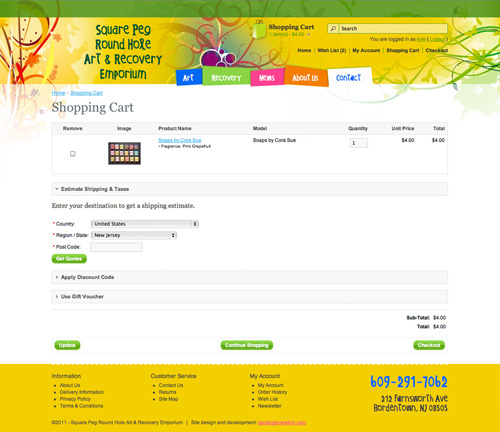 Square Peg
Round Hole
Art & Recovery
Emporium
Shopping Cart
1 item(s) - $4.00
Search
You are logged in as kyle ( Logout )
Home | Wish List (2) | My Account | Shopping Cart | Checkout
Art
Recovery
News
About Us
Contact
Home » Shopping Cart
Shopping Cart
Remove Image Product Name Model Quantity Unit Price Total
Soaps by Cora Sue Soaps by Cora Sue 1 $4.00 $4.00
- Fragrance: Pink Grapefruit
Estimate Shipping & Taxes
Enter your destination to get a shipping estimate.
* Country: United States
* Region / State: New Jersey
* Post Code:
Get Quotes
Apply Discount Code
Use Gift Voucher
Sub-Total: $4.00
Total: $4.00
Update Continue Shopping Checkout
Information
About Us
Delivery Information
Privacy Policy
Terms & Conditions
Customer Service
Contact Us
Returns
Site Map
My Account
My Account
Order History
Wish List
Newsletter
609-291-7062
212 Farnsworth Ave
Bordentown, NJ 08505
©2011 - Square Peg Round Hole Art & Recovery Emporium | Site design and development: